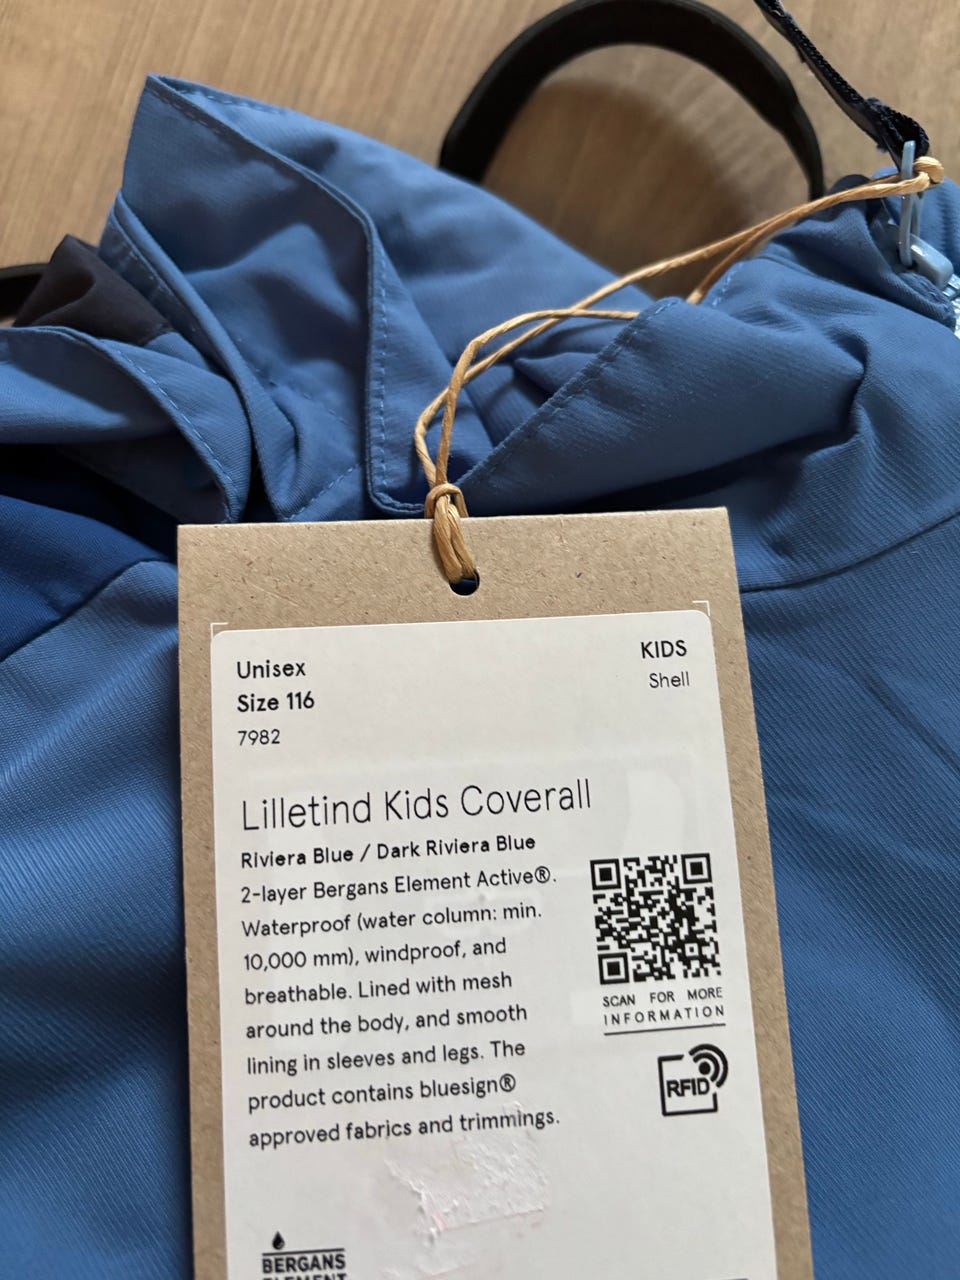 Unisex
Size 116
7982
KIDS
Shell
Lilletind Kids Coverall
Riviera Blue / Dark Riviera Blue
2-layer Bergans Element Active®.
Waterproof (water column: min.
10,000 mm), windproof, and
breathable. Lined with mesh
around the body, and smooth
lining in sleeves and legs. The
product contains bluesign®
approved fabrics and trimmings.
SCAN FOR MORE
INFORMATION
RFID
BERGANS
ELEMENT